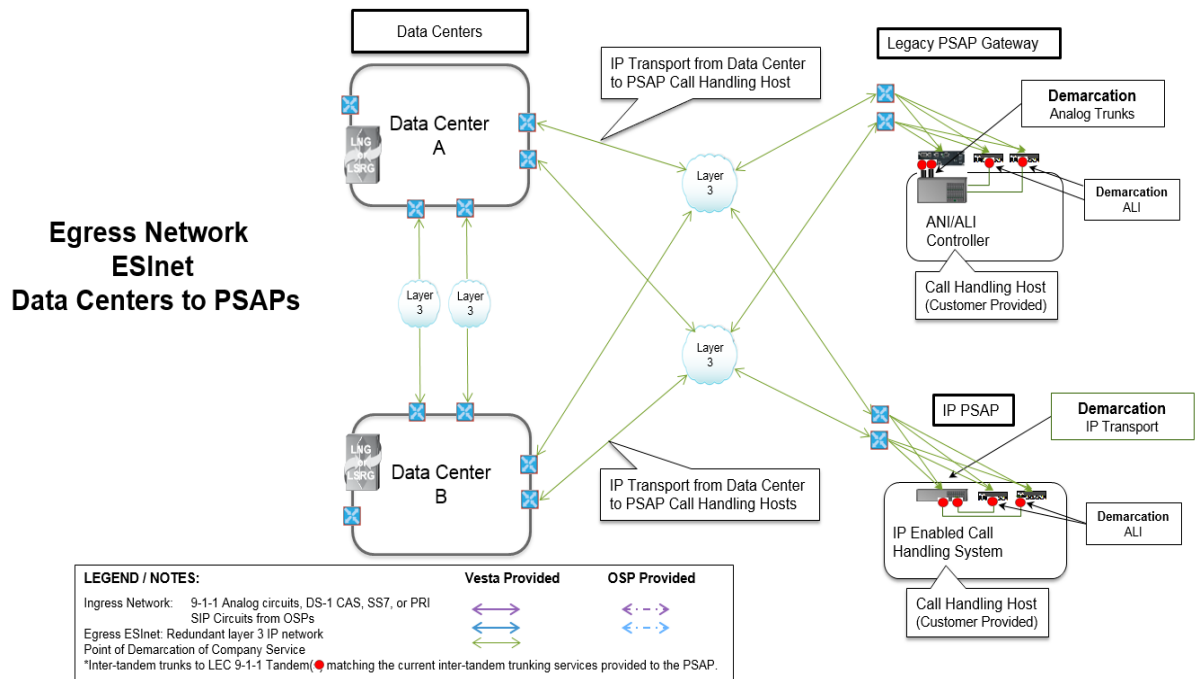 Data Centers
Legacy PSAP Gateway
IP Transport from Data Center
to PSAP Call Handling Host
Demarcation
Analog Trunks
Data Center
A
LNG
LSRG
Layer
3
Demarcation
ALI
ANI/ALI
Controller
Call Handling Host
(Customer Provided)
Egress Network
ESInet
Data Centers to PSAPs
Layer
3
Layer
3
Layer
3
IP PSAP
Demarcation
IP Transport
Data Center
B
LNG
LSRG
IP Transport from Data Center
to PSAP Call Handling Hosts
Demarcation
ALI
IP Enabled Call
Handling System
Call Handling Host
(Customer Provided)
LEGEND / NOTES:
Vesta Provided
OSP Provided
Ingress Network: 9-1-1 Analog circuits, DS-1 CAS, SS7, or PRI
SIP Circuits from OSPs
Egress ESInet: Redundant layer 3 IP network
Point of Demarcation of Company Service
*Inter-tandem trunks to LEC 9-1-1 Tandem( matching the current inter-tandem trunking services provided to the PSAP.